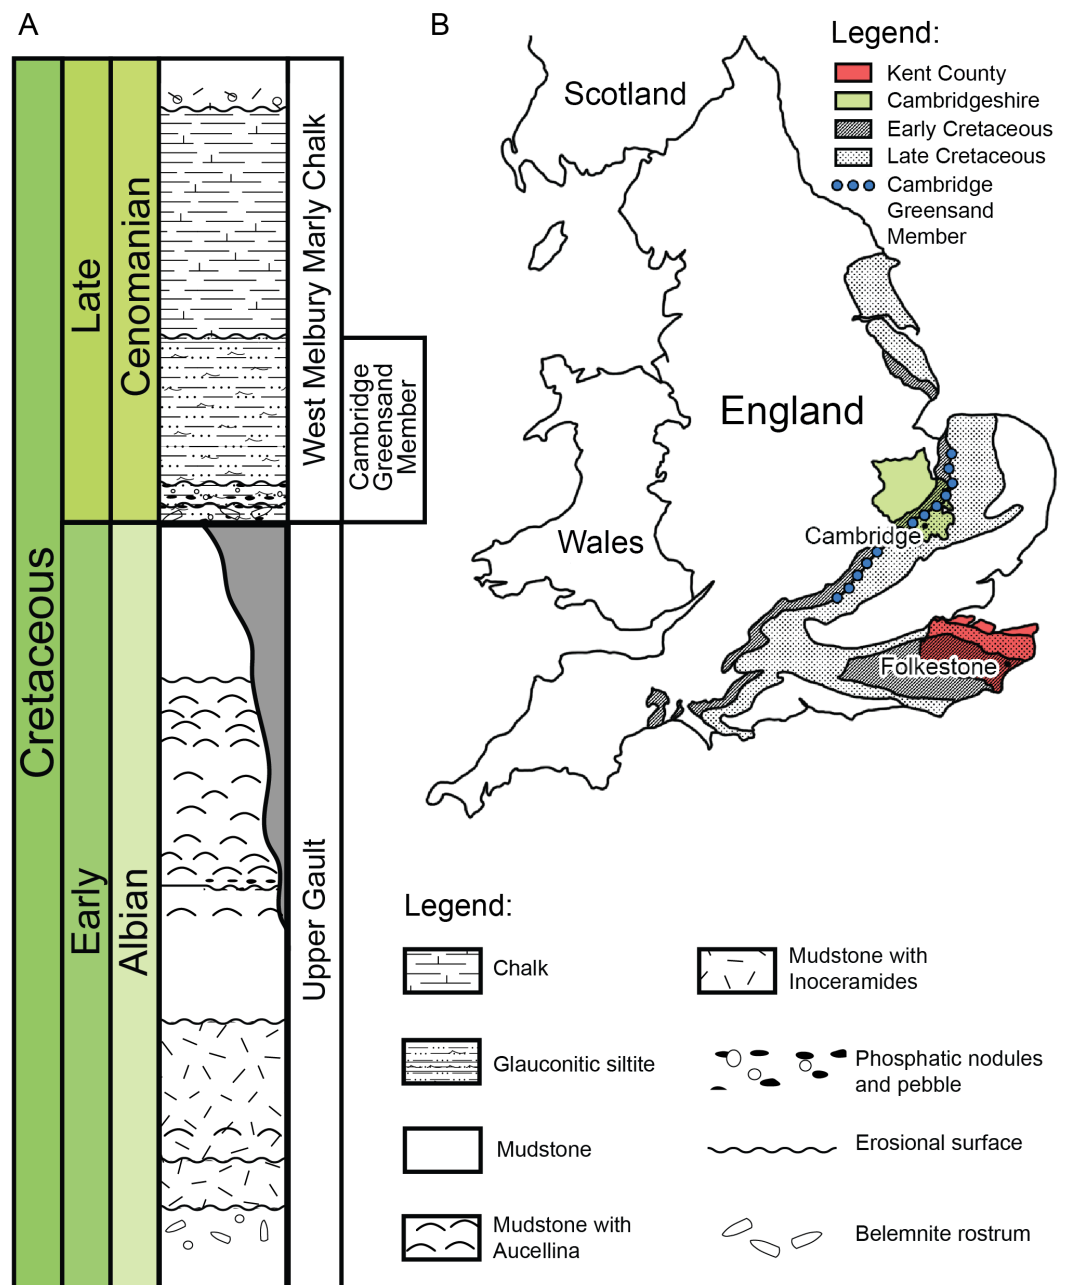 A
Cretaceous
Late
Early
Cenomanian
Albian
West Melbury Marly Chalk
Upper Gault
Cambridge
Greensand
Member
B
Legend:
Kent County
Cambridgeshire
Early Cretaceous
Late Cretaceous
Cambridge
Greensand
Member
Scotland
England
Wales
Cambridge
Folkestone
Legend:
Chalk
Glauconitic siltite
Mudstone
Mudstone with
Aucellina
Mudstone with
Inoceramides
Phosphatic nodules
and pebble
Erosional surface
Belemnite rostrum